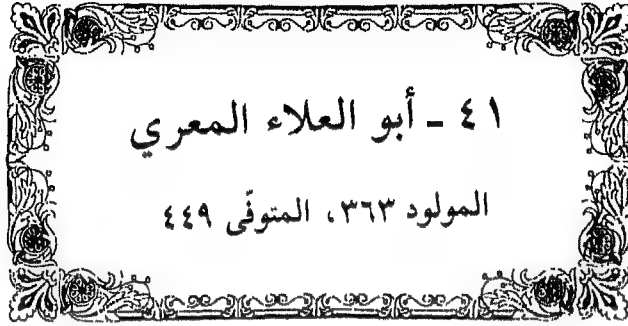 ٤١ - أبو العلاء المعري
المولود ٣٦٣، المتوفّى ٤٤٩